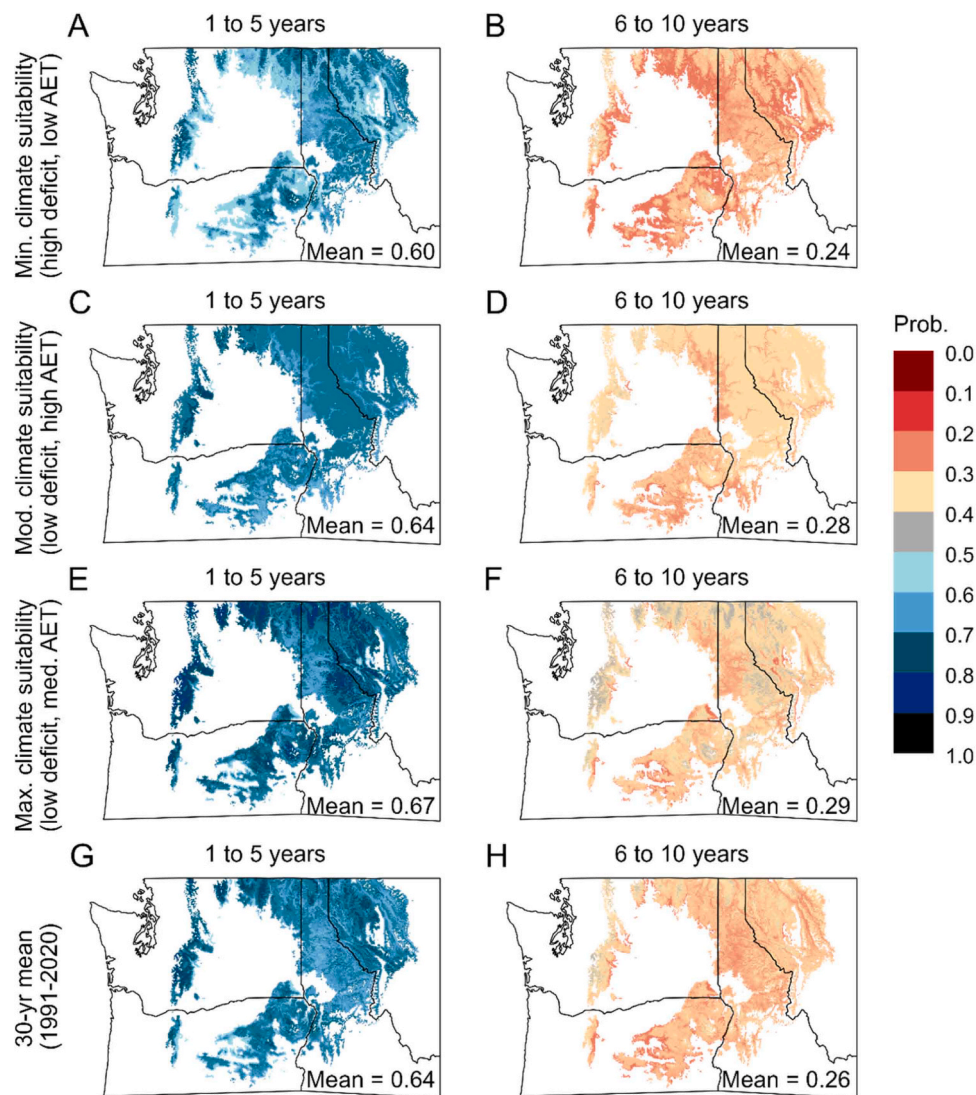 A
1 to 5 years
B
6 to 10 years
Min. climate suitability
(high deficit, low AET)
Mean = 0.60
Mean = 0.24
C
1 to 5 years
D
6 to 10 years
Mod. climate suitability
(low deficit, high AET)
Mean = 0.64
Mean = 0.28
Prob.
0.0
0.1
0.2
0.3
0.4
0.5
0.6
0.7
0.8
0.9
1.0
E
1 to 5 years
F
6 to 10 years
Max. climate suitability
(low deficit, med. AET)
Mean = 0.67
Mean = 0.29
G
1 to 5 years
H
6 to 10 years
30-yr mean
(1991-2020)
Mean = 0.64
Mean = 0.26